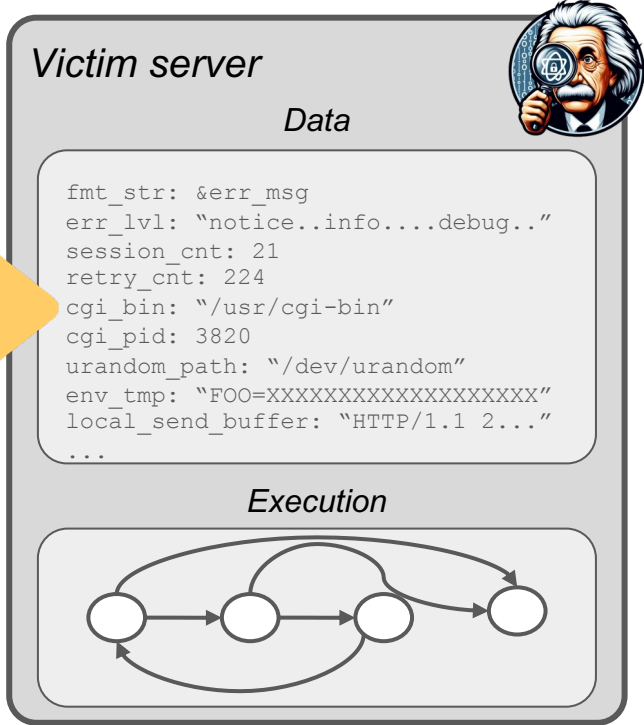 Victim server
Data
fmt_str: &err_msg
err_lvl: “notice..info....debug..”
session_cnt: 21
retry_cnt: 224
cgi_bin: “/usr/cgi-bin”
cgi_pid: 3820
urandom_path: “/dev/urandom”
env_tmp: “FOO=XXXXXXXXXXXXXXXXXXX”
local_send_buffer: “HTTP/1.1 2...”
...
Execution